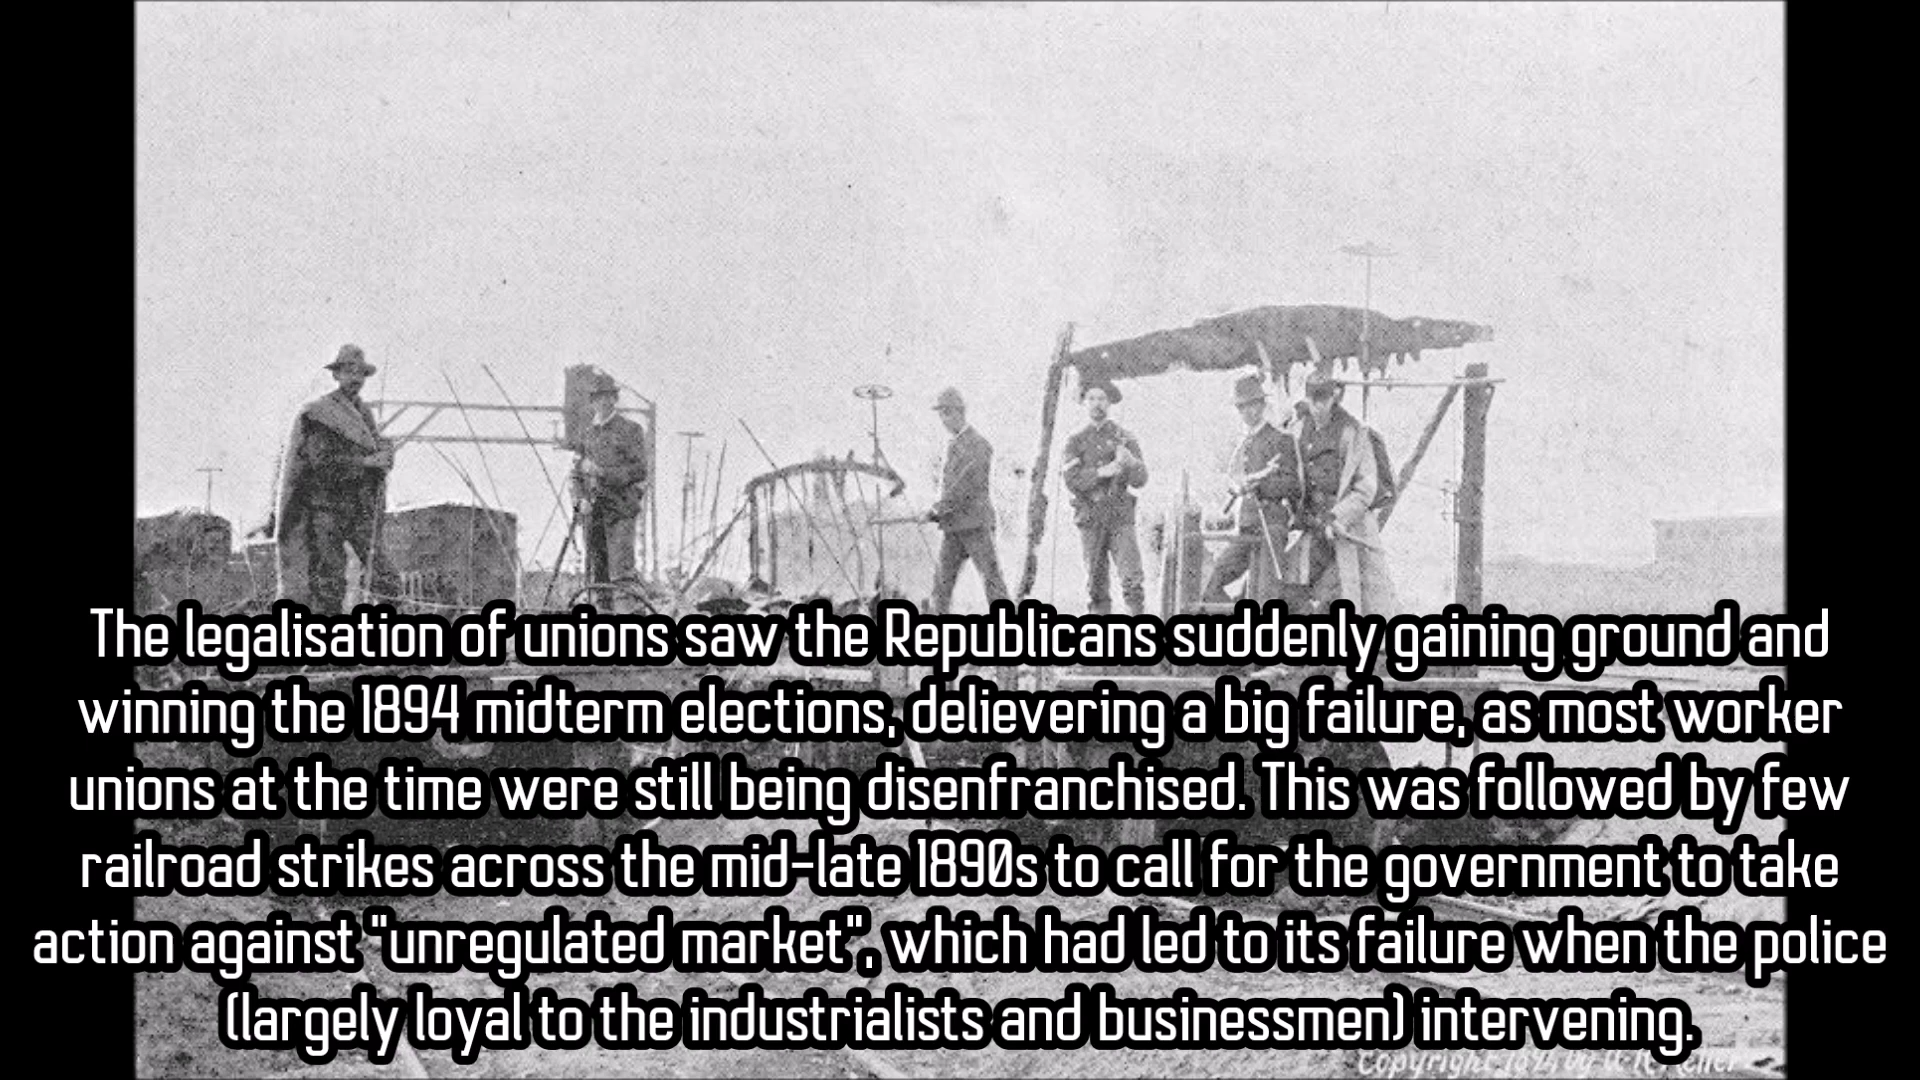 The legalisation of unions saw the Republicans suddenly gaining ground and
winning the 1894 midterm elections, delievering a big failure, as most worker
unions at the time were still being disenfranchised. This was followed by few
railroad strikes across the mid-late 1890s to call for the government to take
action against "unregulated market", which had led to its failure when the police
(largely loyal to the industrialists and businessmen) intervening.
Copyright 1894 by